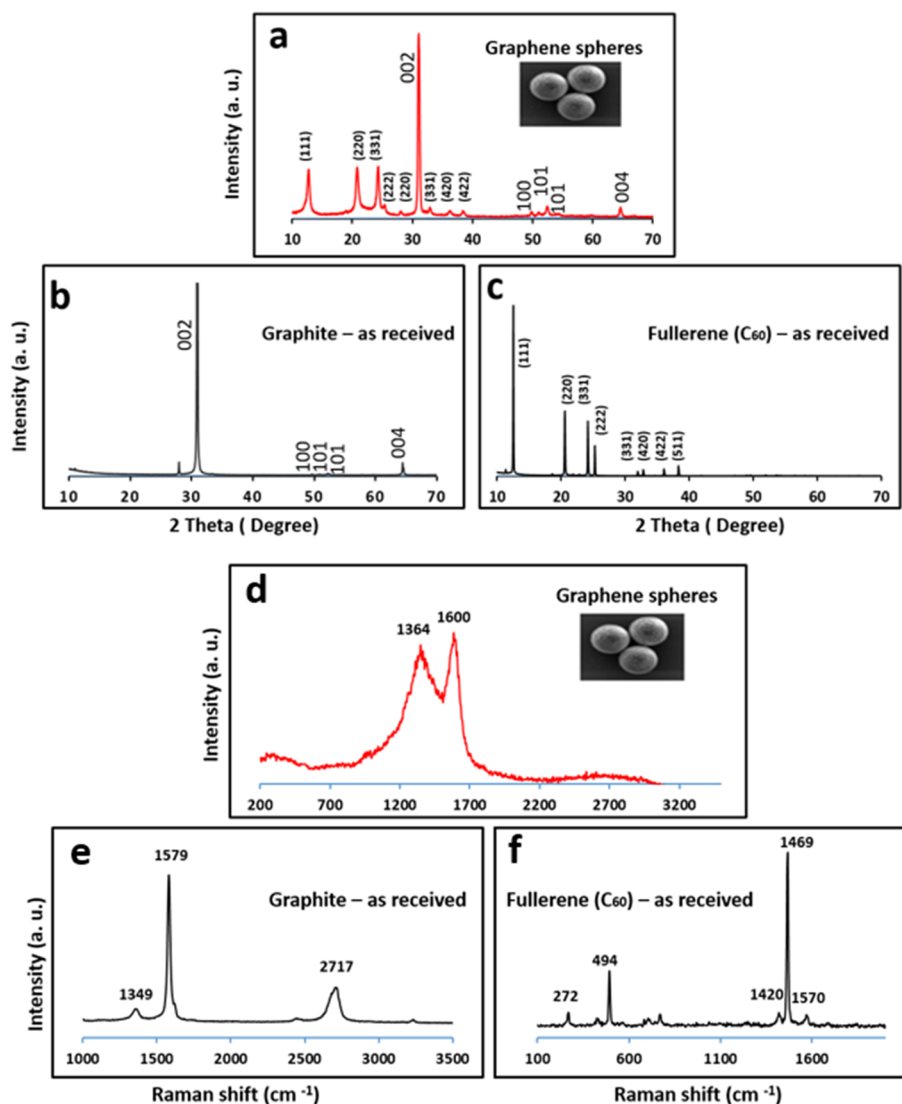 a
Graphene spheres
Intensity (a. u.)
(111)
(220)
(331)
(222)
(220)
002
(331)
(420)
(422)
100
101
101
004
10 20 30 40 50 60 70
b
Graphite – as received
Intensity (a. u.)
002
100
101
101
004
10 20 30 40 50 60 70
2 Theta ( Degree)
c
Fullerene (C60) – as received
(111)
(220)
(331)
(222)
(331)
(420)
(422)
(511)
10 20 30 40 50 60 70
2 Theta ( Degree)
d
Graphene spheres
Intensity (a. u.)
1364
1600
200 700 1200 1700 2200 2700 3200
e
Graphite – as received
Intensity (a. u.)
1349
1579
2717
1000 1500 2000 2500 3000 3500
Raman shift (cm -1)
f
Fullerene (C60) – as received
272
494
1420
1469
1570
100 600 1100 1600
Raman shift (cm -1)